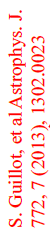 S. Guillot, et al Astrophys. J.
772, 7 (2013), 1302.0023